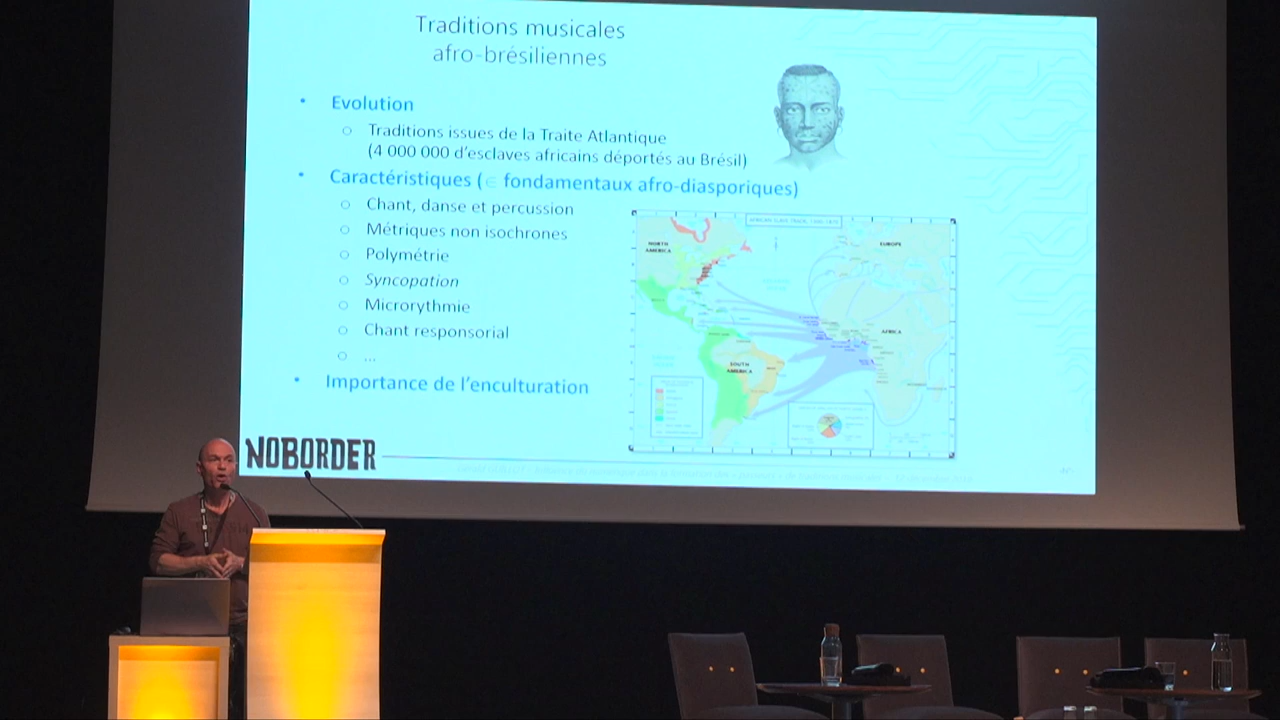 Traditions musicales
afro-brésiliennes
• Evolution
o Traditions issues de la Traite Atlantique
(4 000 000 d'esclaves africains déportés au Brésil)
• Caractéristiques (∈ fondamentaux afro-diasporiques)
o Chant, danse et percussion
o Métriques non isochrones
o Polymétrie
o Syncopation
o Microrythmie
o Chant responsorial
o ...
• Importance de l'enculturation
NORTH
AMERICA
EUROPE
AFRICA
SOUTH
AMERICA
NOBORDER